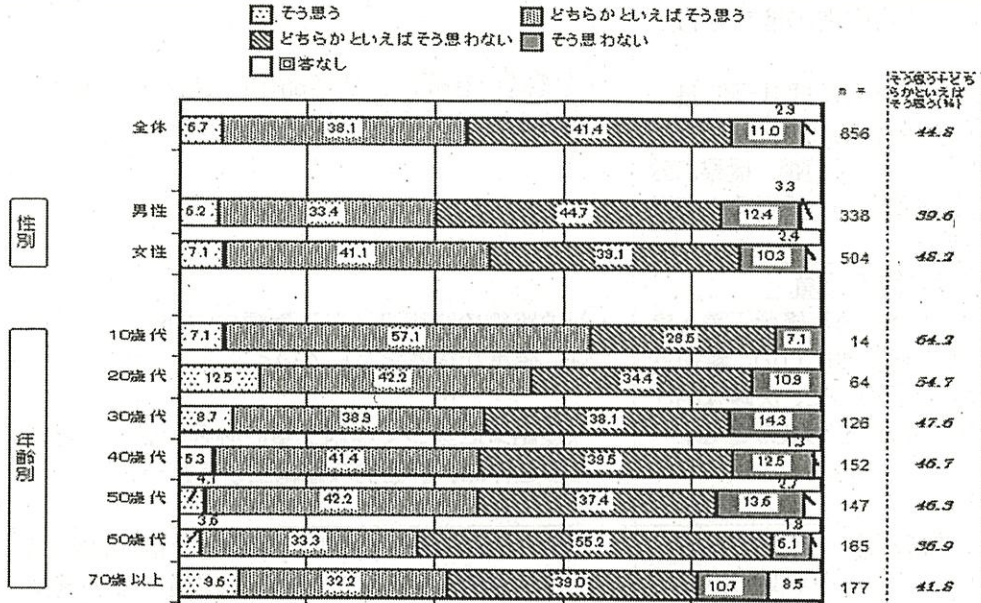 そう思う どちらかといえばそう思う
どちらかといえばそう思わない そう思わない
回答なし
n =
そう思う+どち
らかといえば
そう思う(%)
2.9
全体 6.7 38.1 41.4 11.0 856 44.8
3.3
性別
男性 6.2 33.4 44.7 12.4 338 39.6
2.4
女性 7.1 41.1 39.1 10.3 504 48.2
年齢別
10歳代 7.1 57.1 28.6 7.1 14 64.2
20歳代 12.5 42.2 34.4 10.9 64 54.7
30歳代 8.7 38.9 38.1 14.3 126 47.6
1.3
40歳代 5.3 41.4 39.5 12.5 152 46.7
4.1 2.7
50歳代 42.2 37.4 13.6 147 46.3
3.6 1.8
60歳代 33.3 55.2 6.1 165 36.9
70歳以上 9.6 32.2 39.0 10.7 8.5 177 41.8